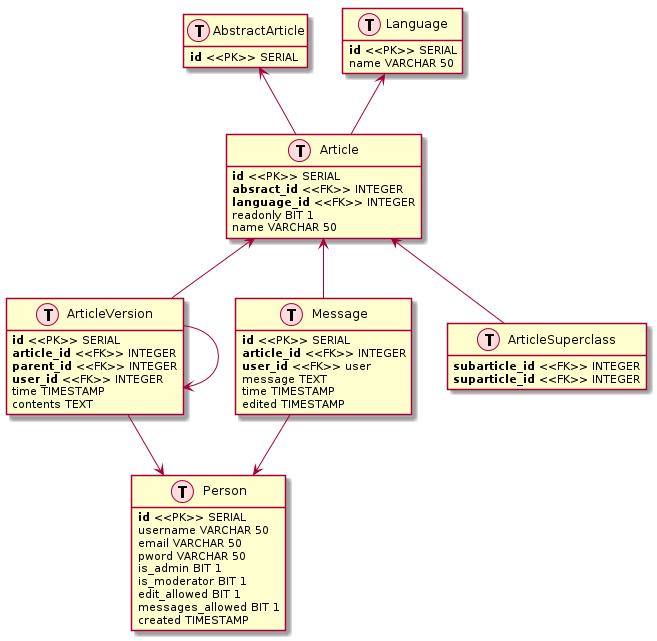 T AbstractArticle
id <<PK>> SERIAL
T Language
id <<PK>> SERIAL
name VARCHAR 50
T Article
id <<PK>> SERIAL
absract_id <<FK>> INTEGER
language_id <<FK>> INTEGER
readonly BIT 1
name VARCHAR 50
T ArticleVersion
id <<PK>> SERIAL
article_id <<FK>> INTEGER
parent_id <<FK>> INTEGER
user_id <<FK>> INTEGER
time TIMESTAMP
contents TEXT
T Message
id <<PK>> SERIAL
article_id <<FK>> INTEGER
user_id <<FK>> user
message TEXT
time TIMESTAMP
edited TIMESTAMP
T ArticleSuperclass
subarticle_id <<FK>> INTEGER
suparticle_id <<FK>> INTEGER
T Person
id <<PK>> SERIAL
username VARCHAR 50
email VARCHAR 50
pword VARCHAR 50
is_admin BIT 1
is_moderator BIT 1
edit_allowed BIT 1
messages_allowed BIT 1
created TIMESTAMP